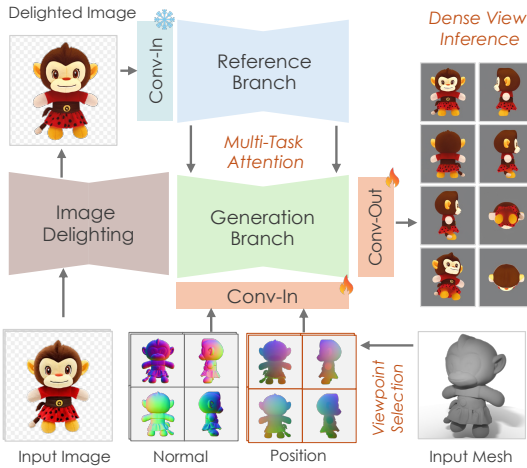 Delighted Image
Conv-In
Reference
Branch
Dense View
Inference
Multi-Task
Attention
Image
Delighting
Generation
Branch
Conv-Out
Conv-In
Viewpoint
Selection
Input Image
Normal
Position
Input Mesh